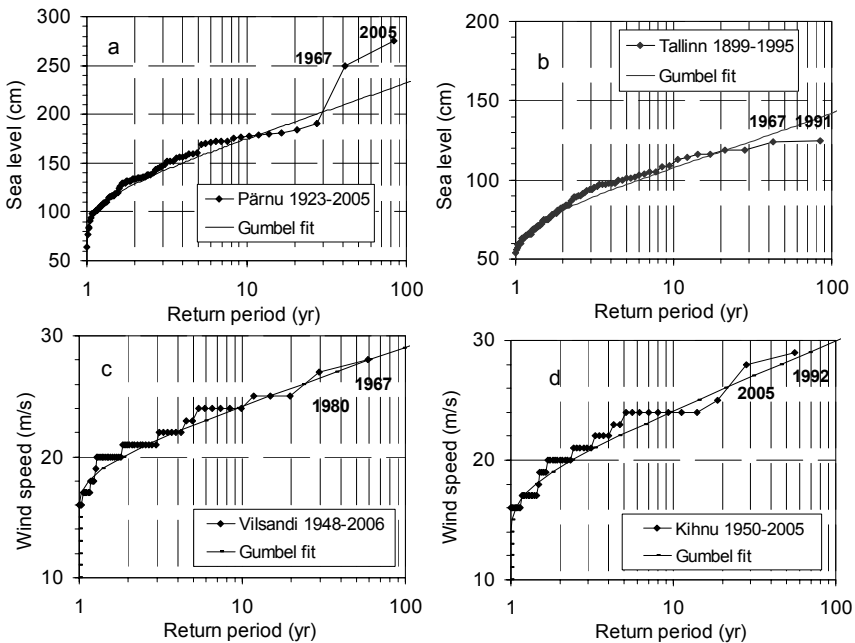 a
Sea level (cm)
300
250
200
150
100
50
1967
2005
Pärnu 1923-2005
Gumbel fit
1
10
100
Return period (yr)
b
Sea level (cm)
200
150
100
50
Tallinn 1899-1995
Gumbel fit
1967
1991
1
10
100
Return period (yr)
c
Wind speed (m/s)
30
20
10
1967
1980
Vilsandi 1948-2006
Gumbel fit
1
10
100
Return period (yr)
d
Wind speed (m/s)
30
20
10
1992
2005
Kihnu 1950-2005
Gumbel fit
1
10
100
Return period (yr)